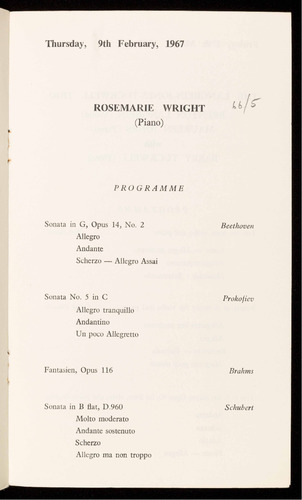 Thursday, 9th February, 1967
ROSEMARIE WRIGHT
66/5
(Piano)
PROGRAMME
Sonata in G, Opus 14, No. 2 Beethoven
Allegro
Andante
Scherzo — Allegro Assai
Sonata No. 5 in C Prokofiev
Allegro tranquillo
Andantino
Un poco Allegretto
Fantasien, Opus 116 Brahms
Sonata in B flat, D.960 Schubert
Molto moderato
Andante sostenuto
Scherzo
Allegro ma non troppo